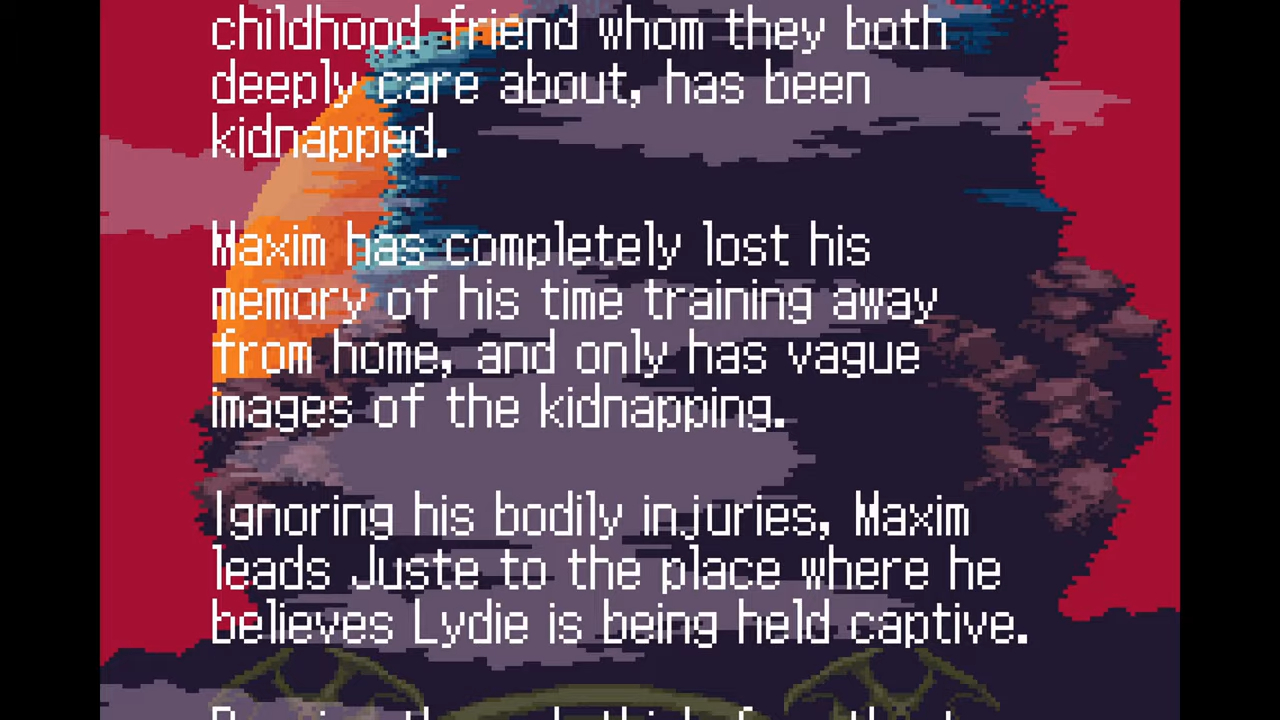 childhood friend whom they both
deeply care about, has been
kidnapped.
Maxim has completely lost his
memory of his time training away
from home, and only has vague
images of the kidnapping.
Ignoring his bodily injuries, Maxim
leads Juste to the place where he
believes Lydie is being held captive.